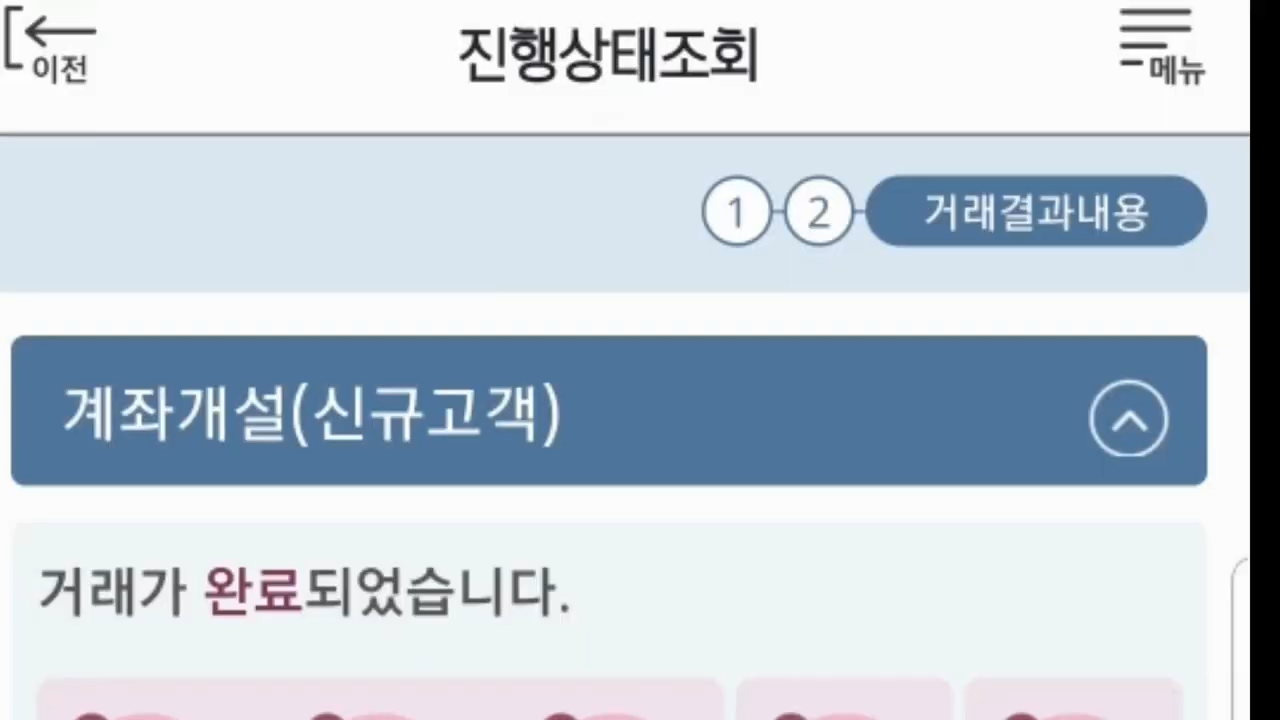 이전
진행상태조회
메뉴
1 2 거래결과내용
계좌개설(신규고객)
거래가 완료되었습니다.